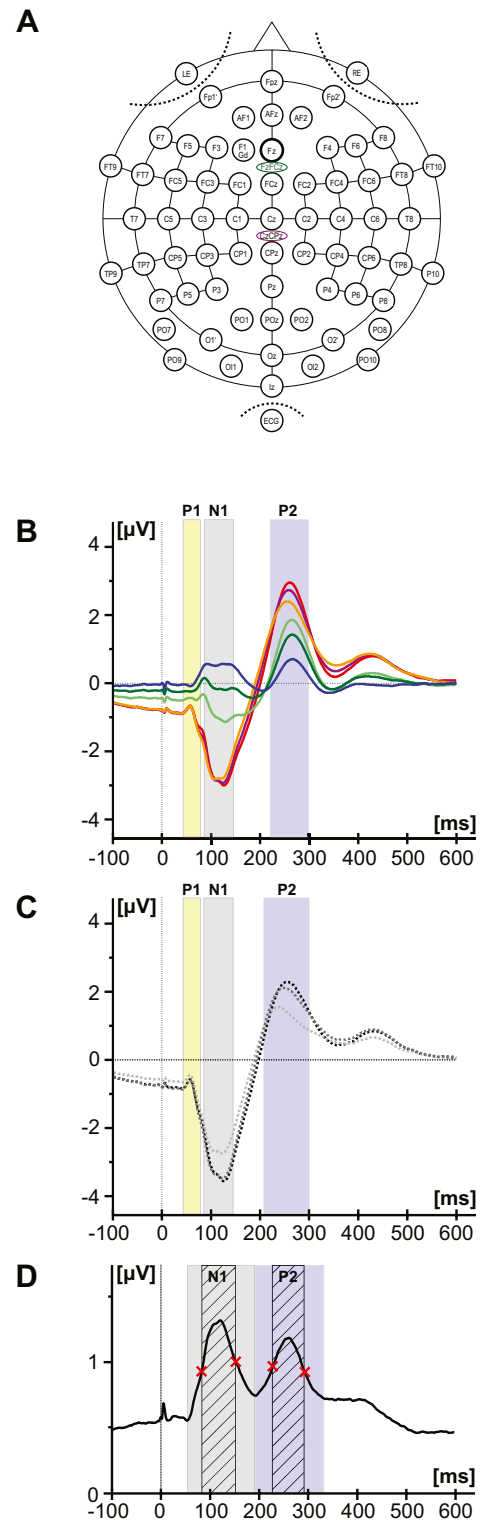 A
LE RE
Fpz
Fp1' Fp2'
AF1 AFz AF2
F7 F5 F3 F1 Gd Fz F4 F6 F8
FzFCz
FT9 FT7 FC5 FC3 FC1 FCz FC2 FC4 FC6 FT8 FT10
T7 C5 C3 C1 Cz C2 C4 C6 T8
CzCPz
TP9 TP7 CP5 CP3 CP1 CPz CP2 CP4 CP6 TP8 P10
P7 P5 P3 Pz P4 P6 P8
PO7 PO1 POz PO2 PO8
O1' O2'
PO9 OI1 Oz OI2 PO10
Iz
ECG
B
[µV] P1 N1 P2
4
2
0
-2
-4
[ms]
-100 0 100 200 300 400 500 600
C
[µV] P1 N1 P2
4
2
0
-2
-4
[ms]
-100 0 100 200 300 400 500 600
D
[µV] N1 P2
1
0
[ms]
-100 0 100 200 300 400 500 600